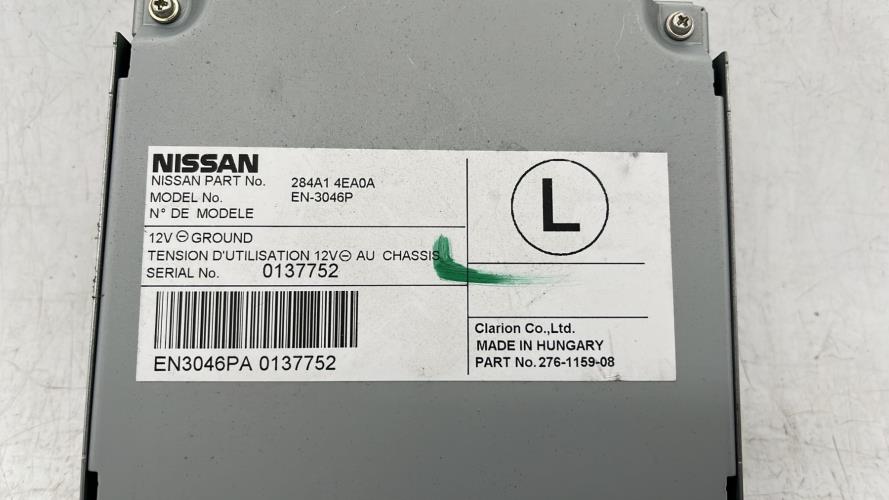 NISSAN
NISSAN PART No. 284A1 4EA0A
MODEL No. EN-3046P
N° DE MODELE
12V ⊖ GROUND
TENSION D'UTILISATION 12V⊖ AU CHASSIS
SERIAL No. 0137752
EN3046PA 0137752
L
Clarion Co.,Ltd.
MADE IN HUNGARY
PART No. 276-1159-08